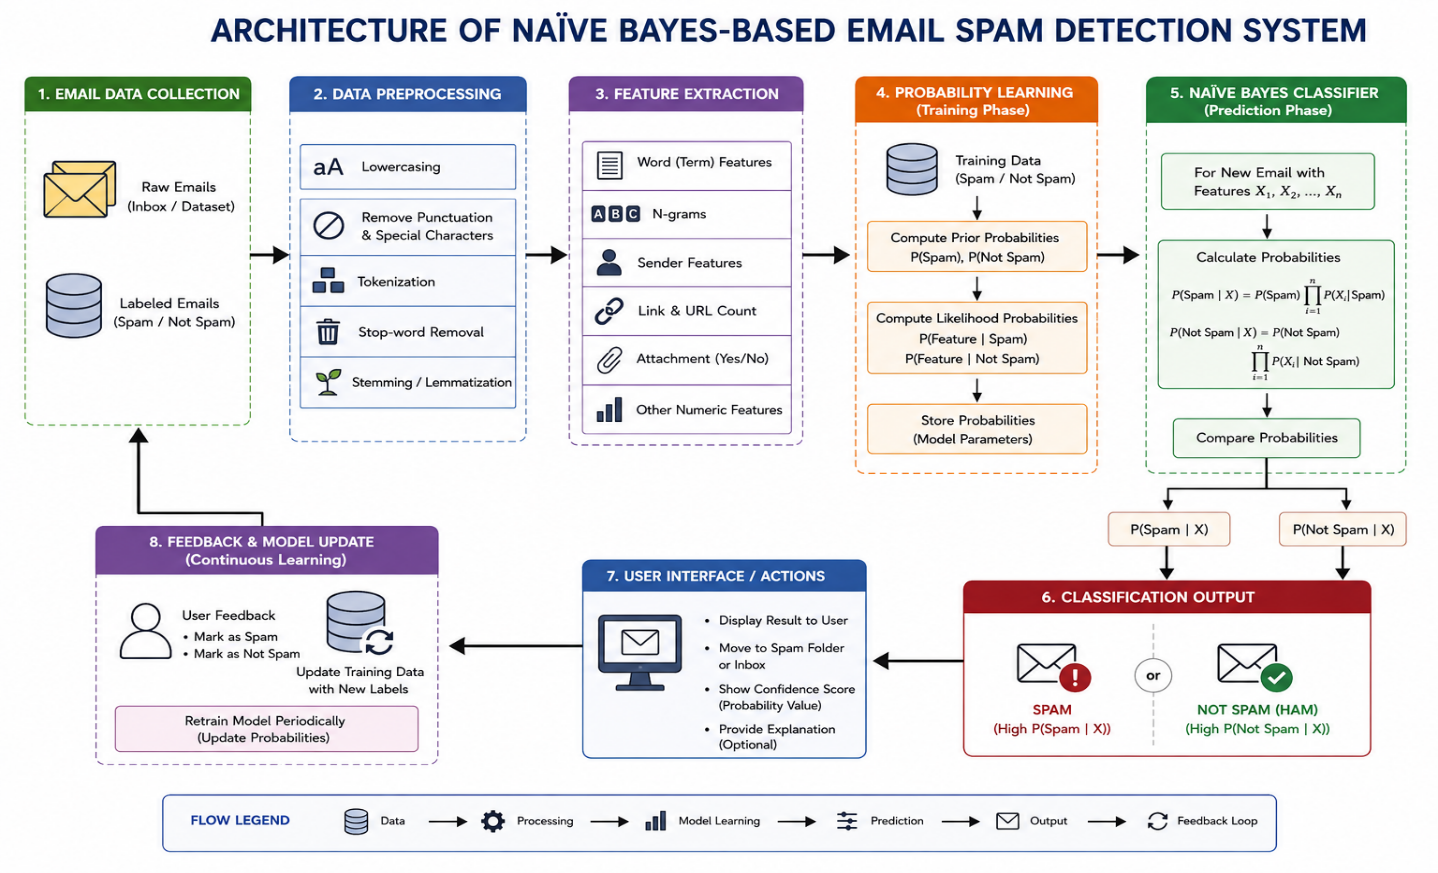 ARCHITECTURE OF NAÏVE BAYES-BASED EMAIL SPAM DETECTION SYSTEM
1. EMAIL DATA COLLECTION
Raw Emails
(Inbox / Dataset)
Labeled Emails
(Spam / Not Spam)
2. DATA PREPROCESSING
aA Lowercasing
Remove Punctuation
& Special Characters
Tokenization
Stop-word Removal
Stemming / Lemmatization
3. FEATURE EXTRACTION
Word (Term) Features
A B C N-grams
Sender Features
Link & URL Count
Attachment (Yes/No)
Other Numeric Features
4. PROBABILITY LEARNING
(Training Phase)
Training Data
(Spam / Not Spam)
Compute Prior Probabilities
P(Spam), P(Not Spam)
Compute Likelihood Probabilities
P(Feature | Spam)
P(Feature | Not Spam)
Store Probabilities
(Model Parameters)
5. NAÏVE BAYES CLASSIFIER
(Prediction Phase)
For New Email with
Features X₁, X₂, ..., Xₙ
Calculate Probabilities
P(Spam | X) = P(Spam) ∏ⁿᵢ₌₁ P(Xᵢ|Spam)
P(Not Spam | X) = P(Not Spam)
∏ⁿᵢ₌₁ P(Xᵢ| Not Spam)
Compare Probabilities
P(Spam | X)
P(Not Spam | X)
6. CLASSIFICATION OUTPUT
SPAM
(High P(Spam | X))
or
NOT SPAM (HAM)
(High P(Not Spam | X))
7. USER INTERFACE / ACTIONS
• Display Result to User
• Move to Spam Folder
or Inbox
• Show Confidence Score
(Probability Value)
• Provide Explanation
(Optional)
8. FEEDBACK & MODEL UPDATE
(Continuous Learning)
User Feedback
• Mark as Spam
• Mark as Not Spam
Update Training Data
with New Labels
Retrain Model Periodically
(Update Probabilities)
FLOW LEGEND
Data
Processing
Model Learning
Prediction
Output
Feedback Loop